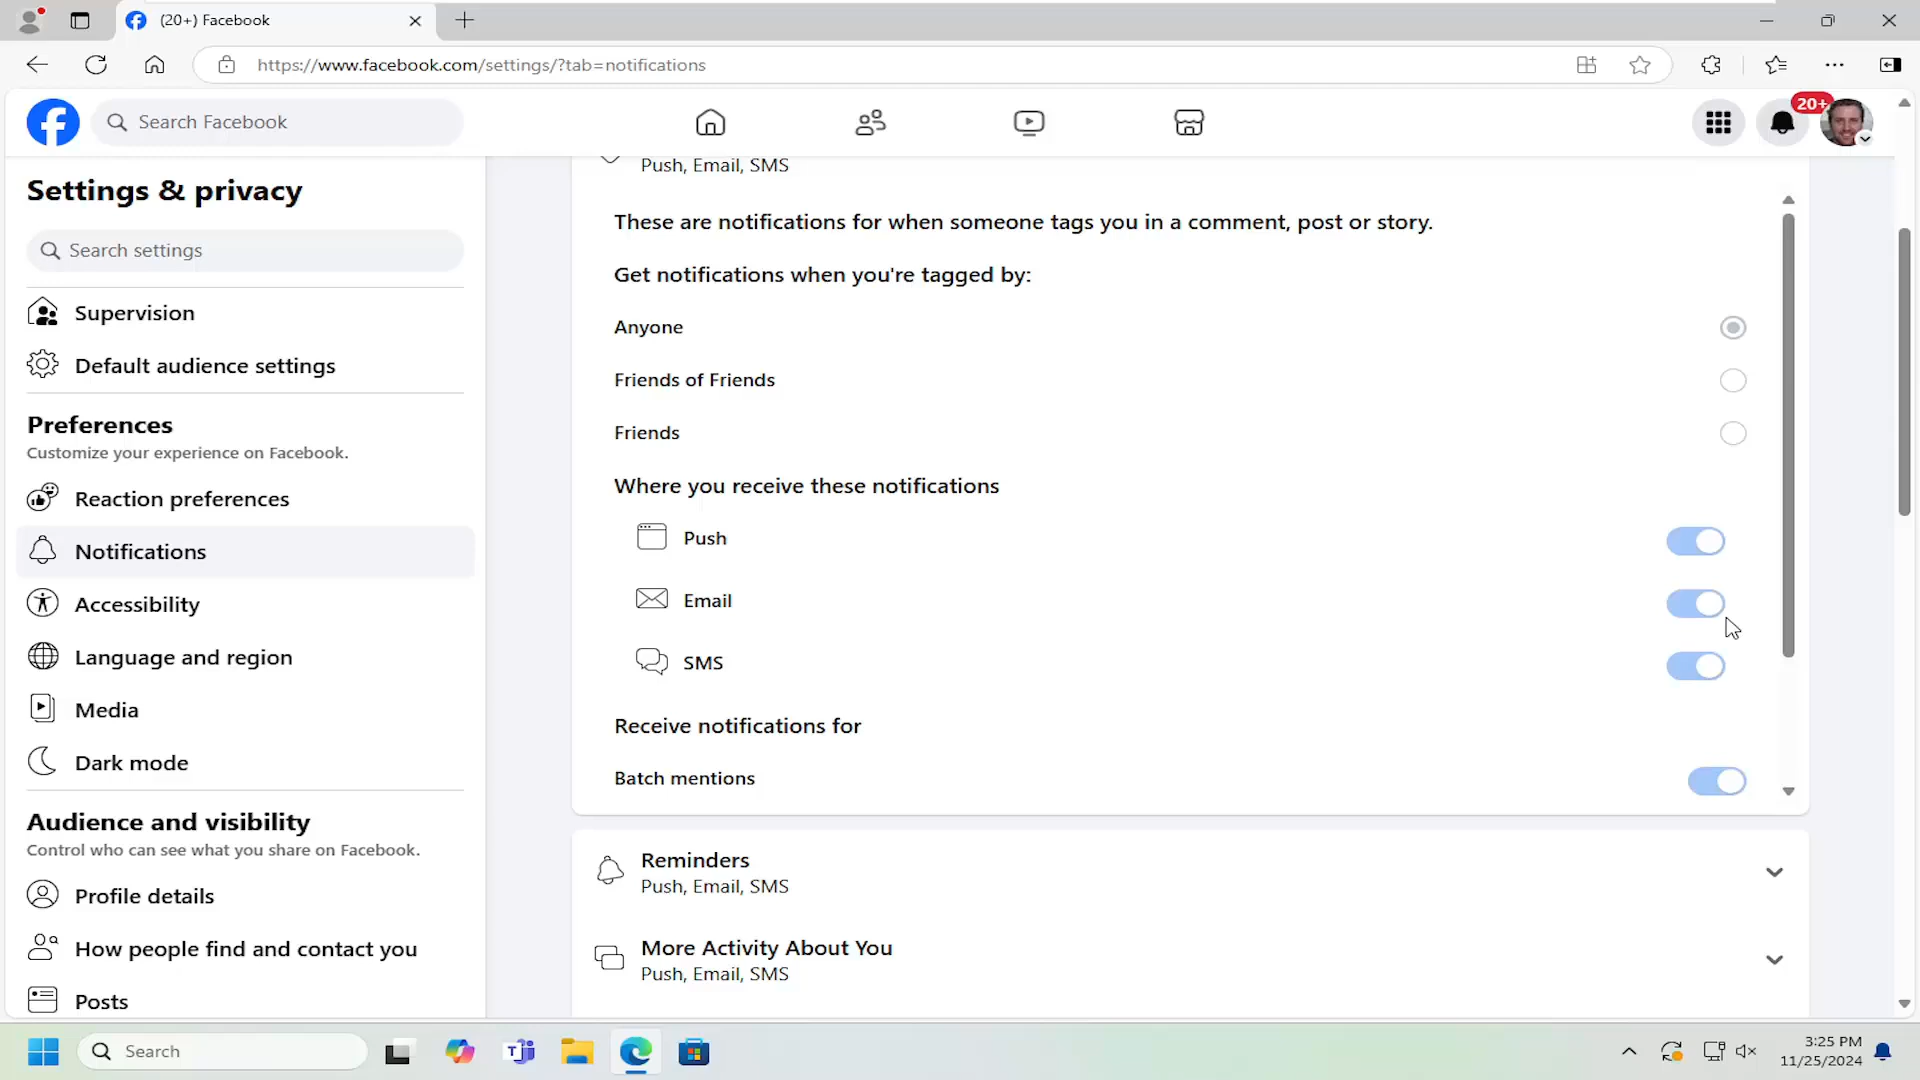 (20+) Facebook
https://www.facebook.com/settings/?tab=notifications
Search Facebook
20+
Settings & privacy
Search settings
Supervision
Default audience settings
Preferences
Customize your experience on Facebook.
Reaction preferences
Notifications
Accessibility
Language and region
Media
Dark mode
Audience and visibility
Control who can see what you share on Facebook.
Profile details
How people find and contact you
Posts
Push, Email, SMS
These are notifications for when someone tags you in a comment, post or story.
Get notifications when you're tagged by:
Anyone
Friends of Friends
Friends
Where you receive these notifications
Push
Email
SMS
Receive notifications for
Batch mentions
Reminders
Push, Email, SMS
More Activity About You
Push, Email, SMS
Search
3:25 PM
11/25/2024